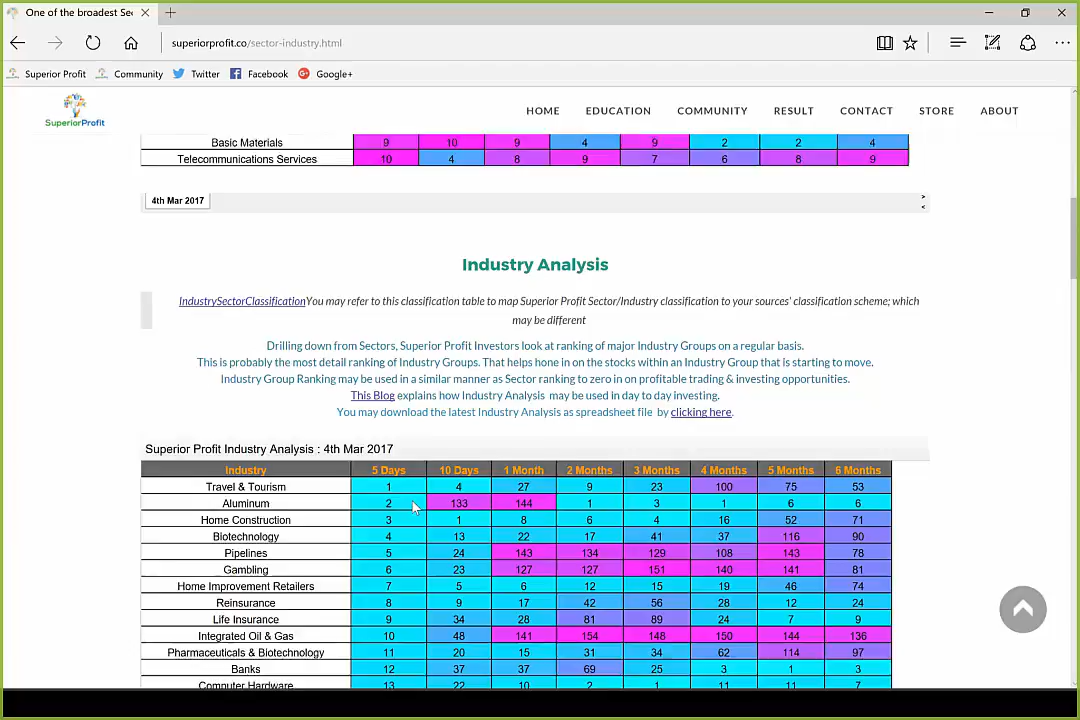 One of the broadest Sec
superiorprofit.co/sector-industry.html
Superior Profit Community Twitter Facebook Google+
SuperiorProfit
HOME EDUCATION COMMUNITY RESULT CONTACT STORE ABOUT
Basic Materials 9 10 9 4 9 2 2 4
Telecommunications Services 10 4 8 9 7 6 8 9
4th Mar 2017
Industry Analysis
IndustrySectorClassificationYou may refer to this classification table to map Superior Profit Sector/Industry classification to your sources' classification scheme; which
may be different
Drilling down from Sectors, Superior Profit Investors look at ranking of major Industry Groups on a regular basis.
This is probably the most detail ranking of Industry Groups. That helps hone in on the stocks within an Industry Group that is starting to move.
Industry Group Ranking may be used in a similar manner as Sector ranking to zero in on profitable trading & investing opportunities.
This Blog explains how Industry Analysis may be used in day to day investing.
You may download the latest Industry Analysis as spreadsheet file by clicking here.
Superior Profit Industry Analysis : 4th Mar 2017
Industry 5 Days 10 Days 1 Month 2 Months 3 Months 4 Months 5 Months 6 Months
Travel & Tourism 1 4 27 9 23 100 75 53
Aluminum 2 133 144 1 3 1 6 6
Home Construction 3 1 8 6 4 16 52 71
Biotechnology 4 13 22 17 41 37 116 90
Pipelines 5 24 143 134 129 108 143 78
Gambling 6 23 127 127 151 140 141 81
Home Improvement Retailers 7 5 6 12 15 19 46 74
Reinsurance 8 9 17 42 56 28 12 24
Life Insurance 9 34 28 81 89 24 7 9
Integrated Oil & Gas 10 48 141 154 148 150 144 136
Pharmaceuticals & Biotechnology 11 20 15 31 34 62 114 97
Banks 12 37 37 69 25 3 1 3
Computer Hardware 13 22 10 2 1 11 11 7